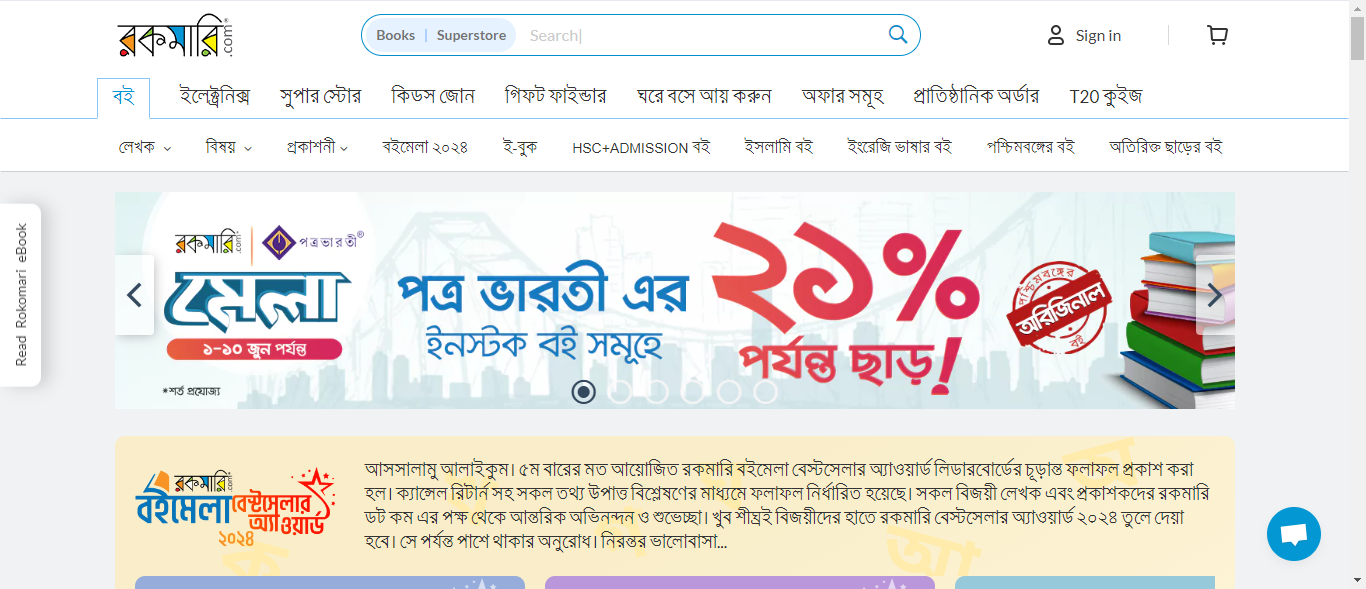 রকমারি.com
Books | Superstore Search
Sign in
বই ইলেক্ট্রনিক্স সুপার স্টোর কিডস জোন গিফট ফাইন্ডার ঘরে বসে আয় করুন অফার সমূহ প্রাতিষ্ঠানিক অর্ডার T20 কুইজ
লেখক বিষয় প্রকাশনী বইমেলা ২০২৪ ই-বুক HSC+ADMISSION বই ইসলামি বই ইংরেজি ভাষার বই পশ্চিমবঙ্গের বই অতিরিক্ত ছাড়ের বই
Read Rokomari eBook
রকমারি.com পত্রভারতী®
মেলা
১-১০ জুন পর্যন্ত
*শর্ত প্রযোজ্য
পত্র ভারতী এর
ইনস্টক বই সমূহে
২১%
পর্যন্ত ছাড়!
পশ্চিমবঙ্গের
অরিজিনাল
বই
রকমারি.com
বইমেলা বেস্টসেলার
অ্যাওয়ার্ড
২০২৪
আসসালামু আলাইকুম। ৫ম বারের মত আয়োজিত রকমারি বইমেলা বেস্টসেলার অ্যাওয়ার্ড লিডারবোর্ডের চূড়ান্ত ফলাফল প্রকাশ করা
হল। ক্যান্সেল রিটার্ন সহ সকল তথ্য উপাত্ত বিশ্লেষণের মাধ্যমে ফলাফল নির্ধারিত হয়েছে। সকল বিজয়ী লেখক এবং প্রকাশকদের রকমারি
ডট কম এর পক্ষ থেকে আন্তরিক অভিনন্দন ও শুভেচ্ছা। খুব শীঘ্রই বিজয়ীদের হাতে রকমারি বেস্টসেলার অ্যাওয়ার্ড ২০২৪ তুলে দেয়া
হবে। সে পর্যন্ত পাশে থাকার অনুরোধ। নিরন্তর ভালোবাসা...